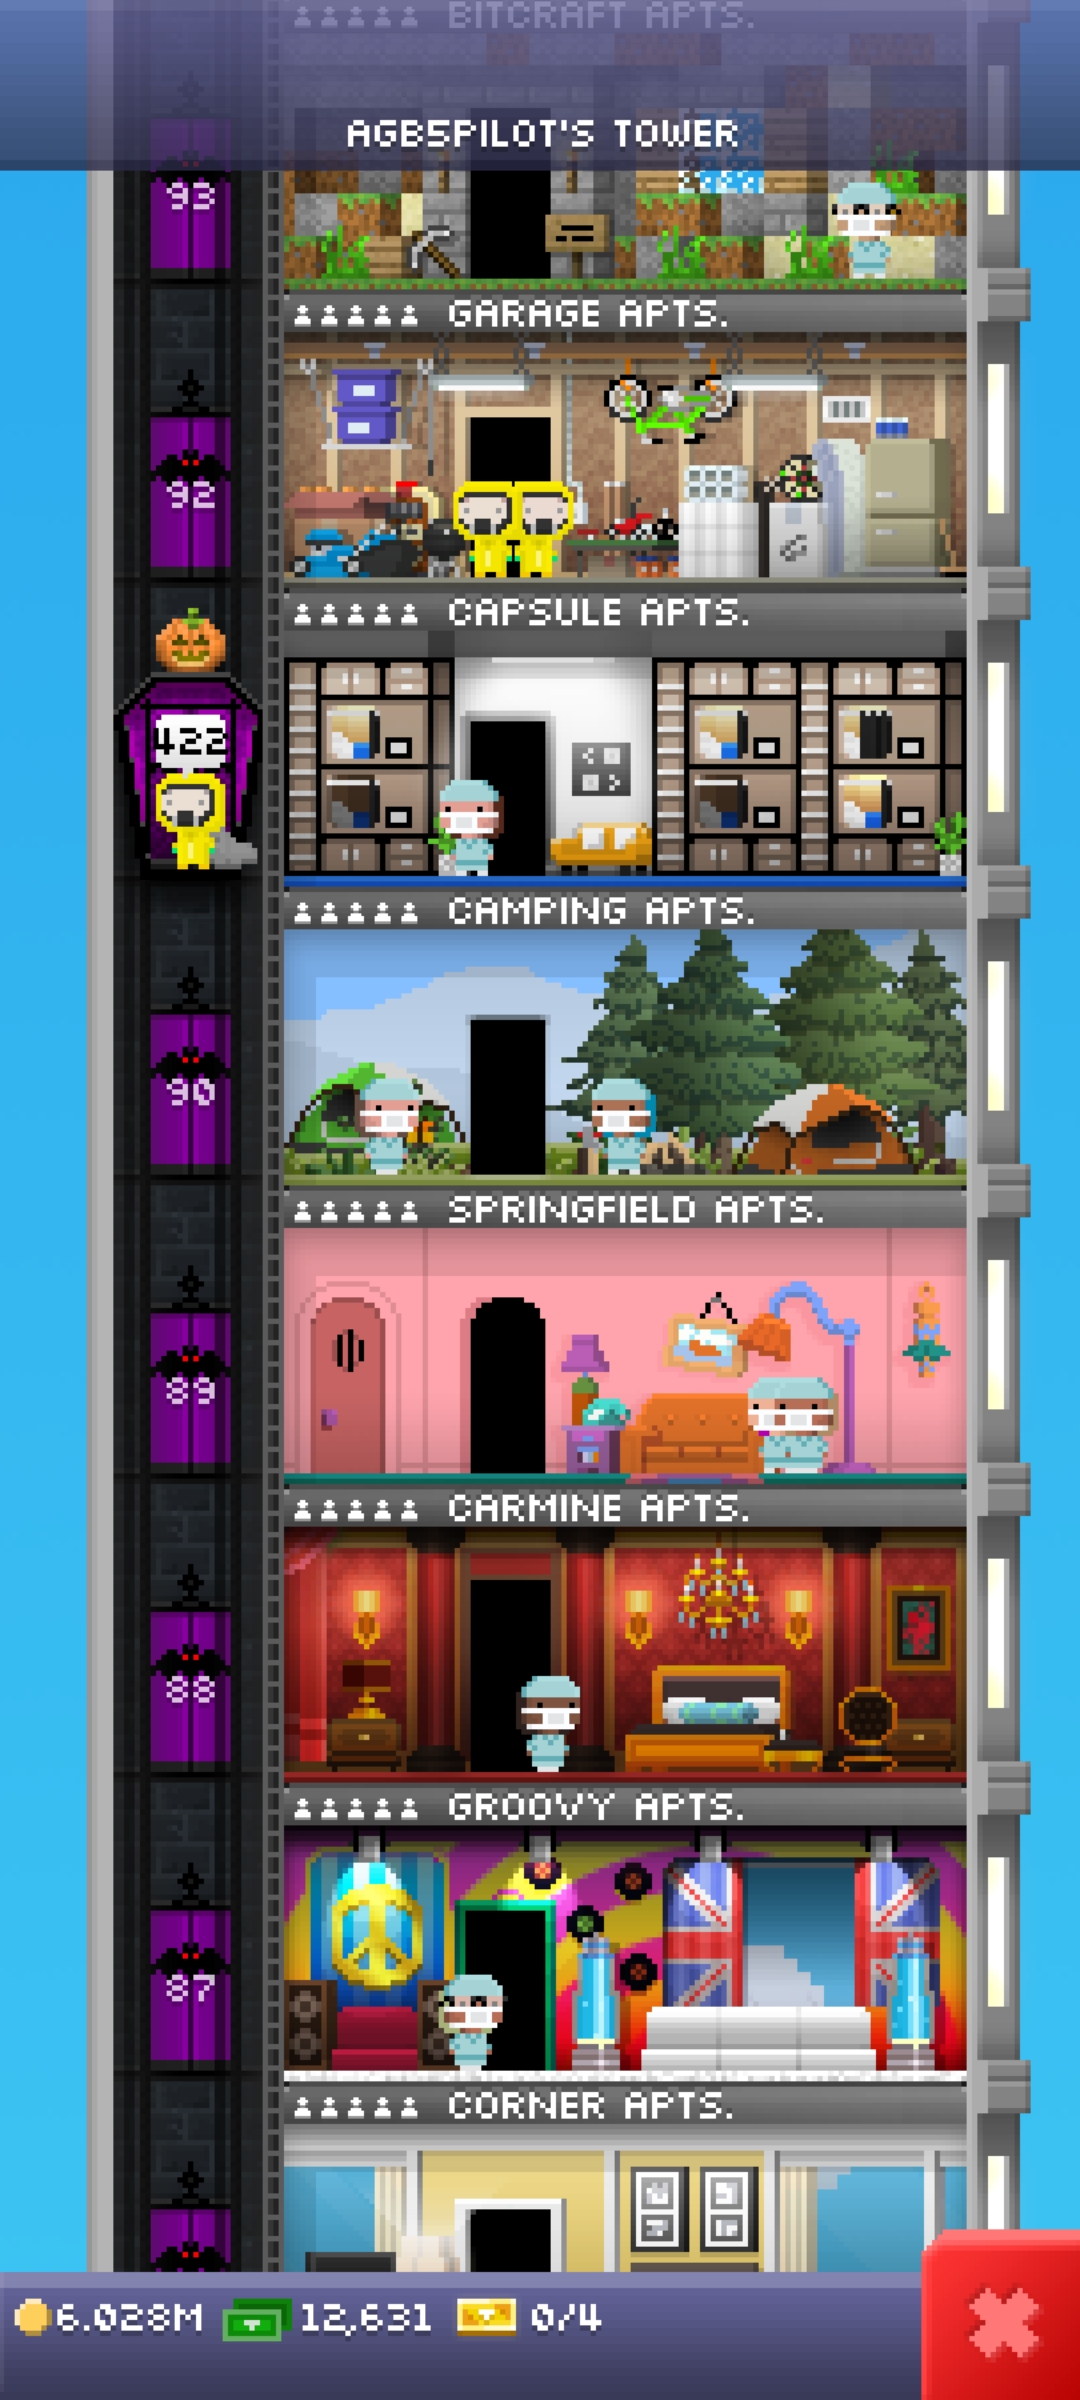 BITCRAFT APTS.
AGB5PILOT'S TOWER
93
GARAGE APTS.
92
CAPSULE APTS.
422
CAMPING APTS.
90
SPRINGFIELD APTS.
89
CARMINE APTS.
88
GROOVY APTS.
87
CORNER APTS.
6.028M 12,631 0/4